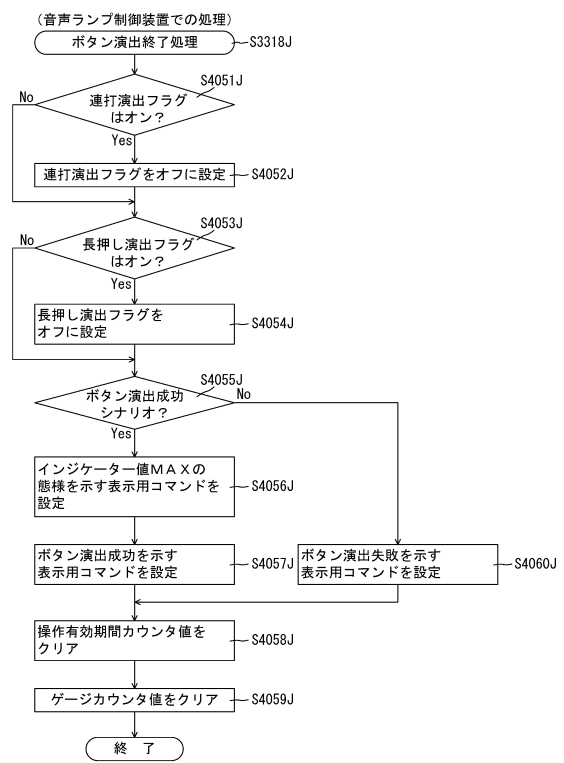 （音声ランプ制御装置での処理）
ボタン演出終了処理
S3318J
S4051J
連打演出フラグ
はオン？
No
Yes
連打演出フラグをオフに設定
S4052J
S4053J
長押し演出フラグ
はオン？
No
Yes
長押し演出フラグを
オフに設定
S4054J
S4055J
ボタン演出成功
シナリオ？
No
Yes
インジケーター値ＭＡＸの
態様を示す表示用コマンドを
設定
S4056J
ボタン演出成功を示す
表示用コマンドを設定
S4057J
ボタン演出失敗を示す
表示用コマンドを設定
S4060J
操作有効期間カウンタ値を
クリア
S4058J
ゲージカウンタ値をクリア
S4059J
終　了